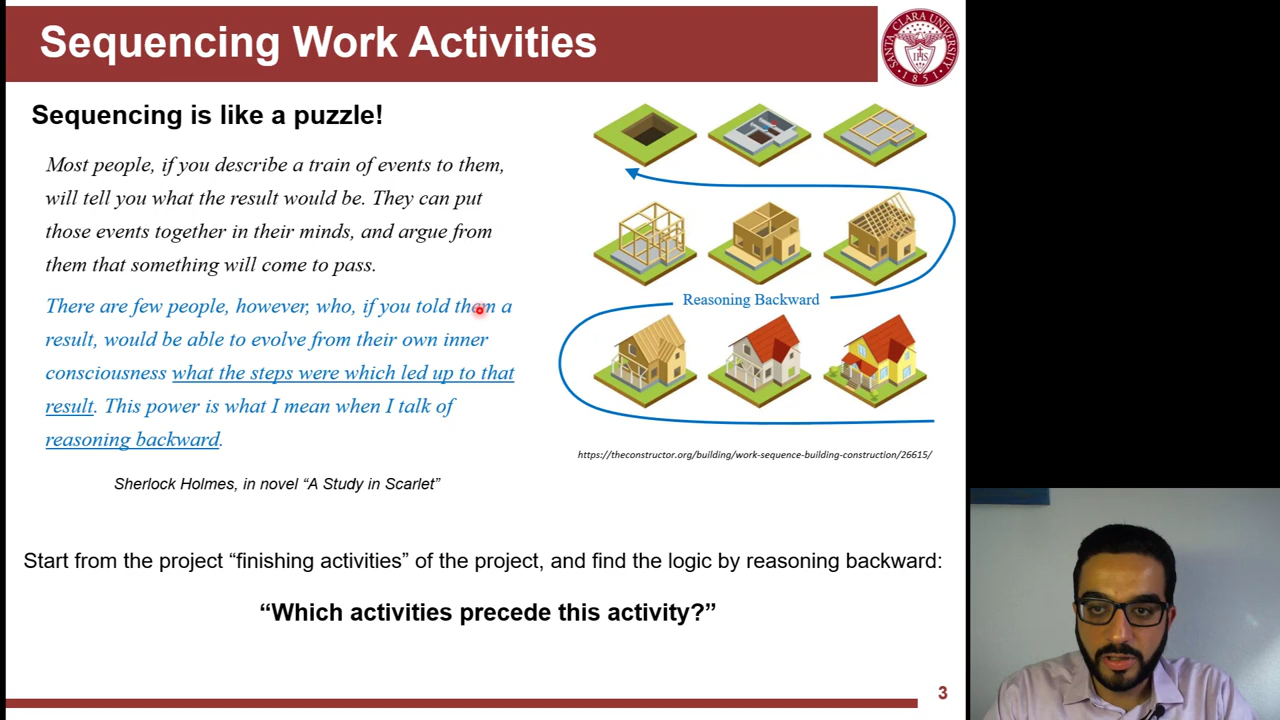 Sequencing Work Activities
SANTA CLARA UNIVERSITY
IHS
1851
Sequencing is like a puzzle!
Most people, if you describe a train of events to them,
will tell you what the result would be. They can put
those events together in their minds, and argue from
them that something will come to pass.
There are few people, however, who, if you told them a
result, would be able to evolve from their own inner
consciousness what the steps were which led up to that
result. This power is what I mean when I talk of
reasoning backward.
Sherlock Holmes, in novel “A Study in Scarlet”
Reasoning Backward
https://theconstructor.org/building/work-sequence-building-construction/26615/
Start from the project “finishing activities” of the project, and find the logic by reasoning backward:
“Which activities precede this activity?”
3